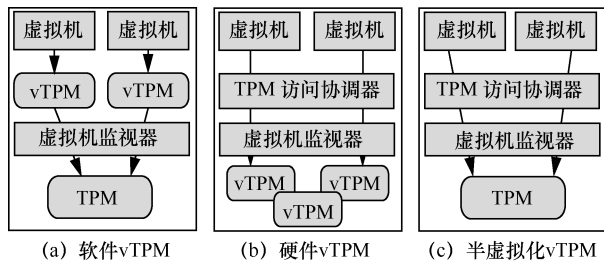 虚拟机 虚拟机
vTPM vTPM
虚拟机监视器
TPM
(a) 软件vTPM
虚拟机 虚拟机
TPM 访问协调器
虚拟机监视器
vTPM vTPM
vTPM
(b) 硬件vTPM
虚拟机 虚拟机
TPM 访问协调器
虚拟机监视器
TPM
(c) 半虚拟化vTPM